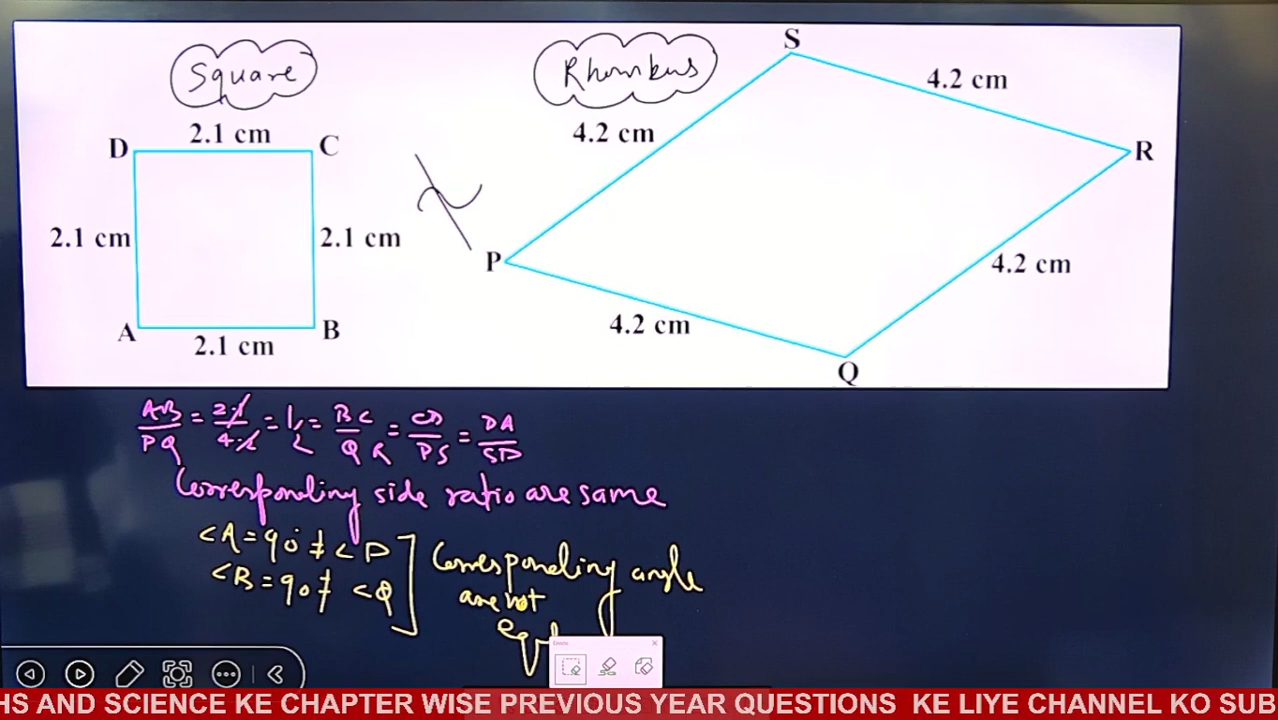 Square
Rhombus
S
4.2 cm
4.2 cm
D
2.1 cm
C
R
2.1 cm
2.1 cm
P
4.2 cm
4.2 cm
A
B
2.1 cm
Q
AB/PQ = 2.1/4.2 = 1/2 = BC/QR = CD/PS = DA/SP
Corresponding side ratio are same
<A = 90° ≠ <P
<B = 90 ≠ <Q
Corresponding angle
are not
HS AND SCIENCE KE CHAPTER WISE PREVIOUS YEAR QUESTIONS KE LIYE CHANNEL KO SUB